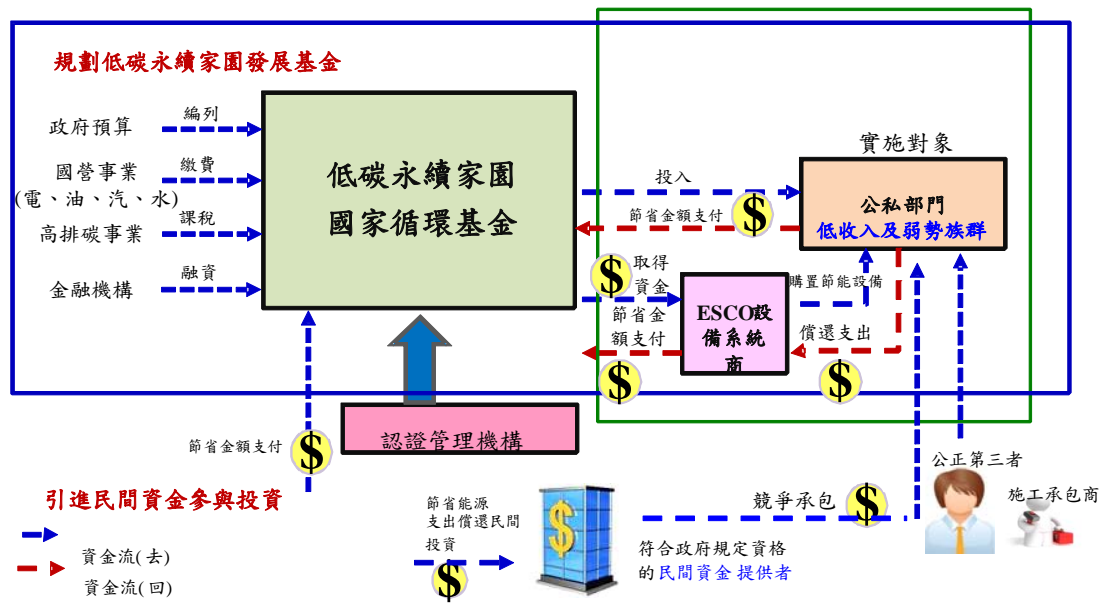 規劃低碳永續家園發展基金
政府預算
編列
國營事業
(電、油、汽、水)
繳費
高排碳事業
課稅
金融機構
融資
低碳永續家園
國家循環基金
實施對象
公私部門
低收入及弱勢族群
投入
節省金額支付
$
$
取得
資金
節省金
額支付
$
ESCO設
備系統
商
購置節能設備
償還支出
$
認證管理機構
節省金額支付
$
引進民間資金參與投資
資金流(去)
資金流(回)
節省能源
支出償還民間
投資
$
$
競爭承包
$
符合政府規定資格
的民間資金 提供者
公正第三者
施工承包商